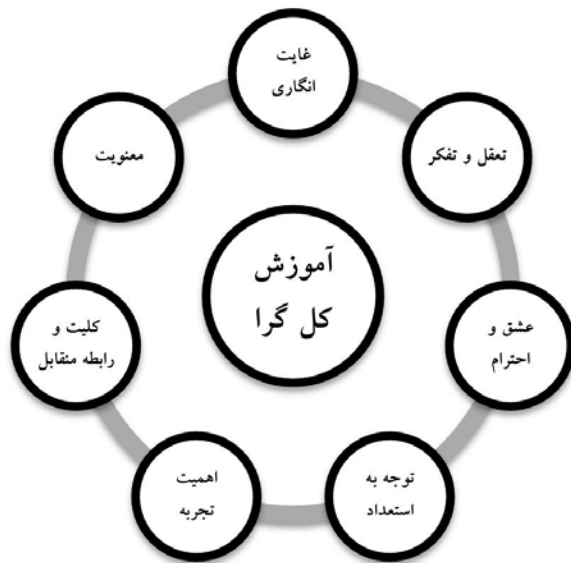 غایت
انگاری
تعقل و تفکر
عشق و
احترام
توجه به
استعداد
اهمیت
تجربه
کلیت و
رابطه متقابل
معنویت
آموزش
کل گرا